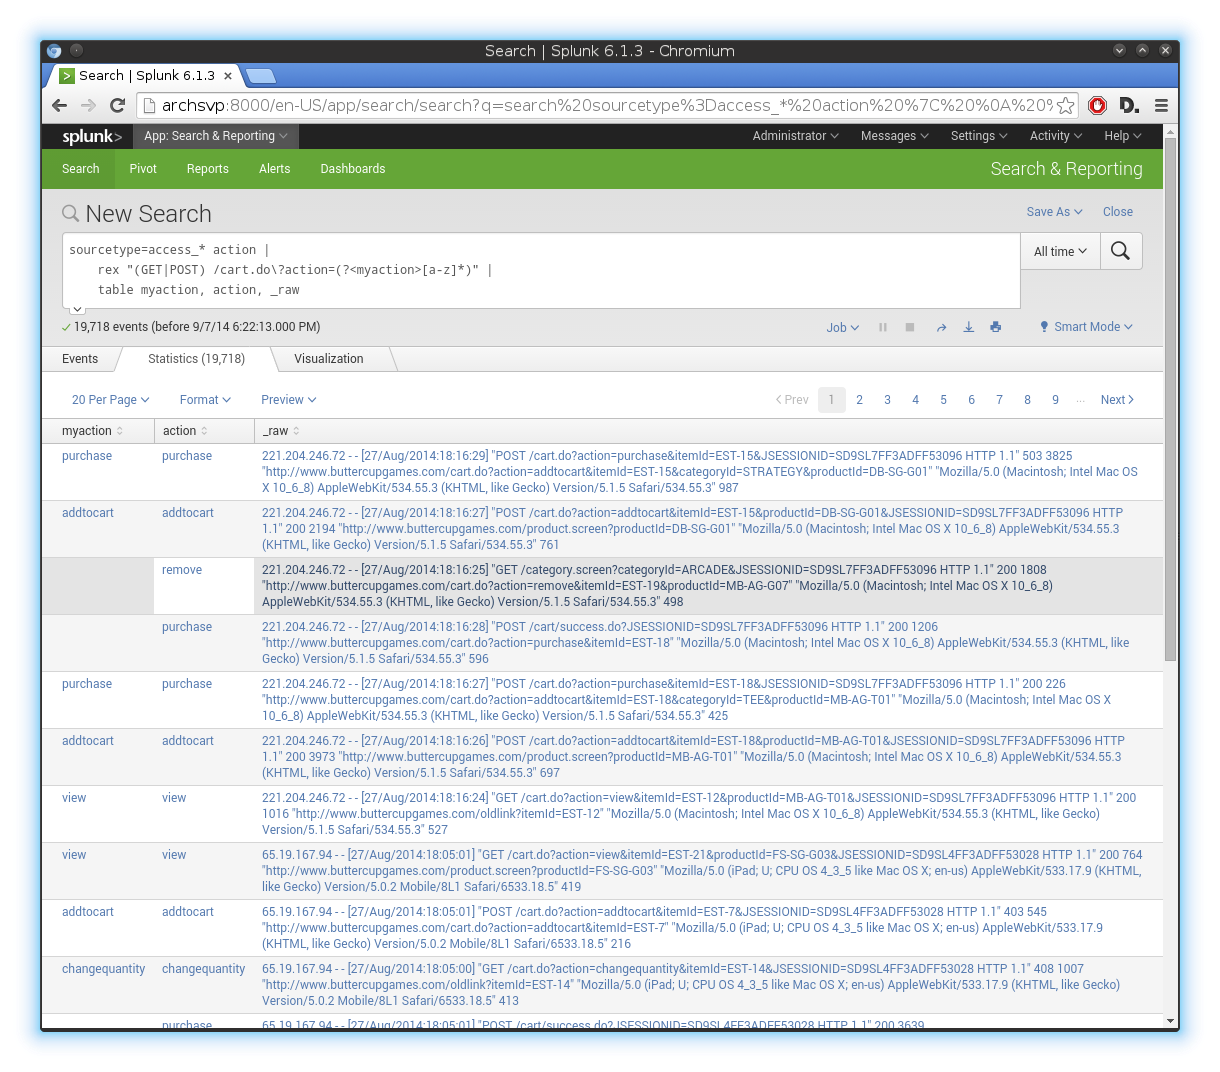 Search | Splunk 6.1.3 - Chromium
Search | Splunk 6.1.3
archsvp:8000/en-US/app/search/search?q=search%20sourcetype%3Daccess_*%20action%20%7C%20%0A%20%
splunk> App: Search & Reporting Administrator Messages Settings Activity Help
Search Pivot Reports Alerts Dashboards Search & Reporting
New Search Save As Close
sourcetype=access_* action |
rex "(GET|POST) /cart.do\?action=(?<myaction>[a-z]*)" |
table myaction, action, _raw
All time
19,718 events (before 9/7/14 6:22:13.000 PM) Job Smart Mode
Events Statistics (19,718) Visualization
20 Per Page Format Preview < Prev 1 2 3 4 5 6 7 8 9 ... Next >
myaction action _raw
purchase purchase 221.204.246.72 - - [27/Aug/2014:18:16:29] "POST /cart.do?action=purchase&itemId=EST-15&JSESSIONID=SD9SL7FF3ADFF53096 HTTP 1.1" 503 3825
"http://www.buttercupgames.com/cart.do?action=addtocart&itemId=EST-15&categoryId=STRATEGY&productId=DB-SG-G01" "Mozilla/5.0 (Macintosh; Intel Mac OS
X 10_6_8) AppleWebKit/534.55.3 (KHTML, like Gecko) Version/5.1.5 Safari/534.55.3" 987
addtocart addtocart 221.204.246.72 - - [27/Aug/2014:18:16:27] "POST /cart.do?action=addtocart&itemId=EST-15&productId=DB-SG-G01&JSESSIONID=SD9SL7FF3ADFF53096 HTTP
1.1" 200 2194 "http://www.buttercupgames.com/product.screen?productId=DB-SG-G01" "Mozilla/5.0 (Macintosh; Intel Mac OS X 10_6_8) AppleWebKit/534.55.3
(KHTML, like Gecko) Version/5.1.5 Safari/534.55.3" 761
remove 221.204.246.72 - - [27/Aug/2014:18:16:25] "GET /category.screen?categoryId=ARCADE&JSESSIONID=SD9SL7FF3ADFF53096 HTTP 1.1" 200 1808
"http://www.buttercupgames.com/cart.do?action=remove&itemId=EST-19&productId=MB-AG-G07" "Mozilla/5.0 (Macintosh; Intel Mac OS X 10_6_8)
AppleWebKit/534.55.3 (KHTML, like Gecko) Version/5.1.5 Safari/534.55.3" 498
purchase 221.204.246.72 - - [27/Aug/2014:18:16:28] "POST /cart/success.do?JSESSIONID=SD9SL7FF3ADFF53096 HTTP 1.1" 200 1206
"http://www.buttercupgames.com/cart.do?action=purchase&itemId=EST-18" "Mozilla/5.0 (Macintosh; Intel Mac OS X 10_6_8) AppleWebKit/534.55.3 (KHTML, like
Gecko) Version/5.1.5 Safari/534.55.3" 596
purchase purchase 221.204.246.72 - - [27/Aug/2014:18:16:27] "POST /cart.do?action=purchase&itemId=EST-18&JSESSIONID=SD9SL7FF3ADFF53096 HTTP 1.1" 200 226
"http://www.buttercupgames.com/cart.do?action=addtocart&itemId=EST-18&categoryId=TEE&productId=MB-AG-T01" "Mozilla/5.0 (Macintosh; Intel Mac OS X
10_6_8) AppleWebKit/534.55.3 (KHTML, like Gecko) Version/5.1.5 Safari/534.55.3" 425
addtocart addtocart 221.204.246.72 - - [27/Aug/2014:18:16:26] "POST /cart.do?action=addtocart&itemId=EST-18&productId=MB-AG-T01&JSESSIONID=SD9SL7FF3ADFF53096 HTTP
1.1" 200 3973 "http://www.buttercupgames.com/product.screen?productId=MB-AG-T01" "Mozilla/5.0 (Macintosh; Intel Mac OS X 10_6_8) AppleWebKit/534.55.3
(KHTML, like Gecko) Version/5.1.5 Safari/534.55.3" 697
view view 221.204.246.72 - - [27/Aug/2014:18:16:24] "GET /cart.do?action=view&itemId=EST-12&productId=MB-AG-T01&JSESSIONID=SD9SL7FF3ADFF53096 HTTP 1.1" 200
1016 "http://www.buttercupgames.com/oldlink?itemId=EST-12" "Mozilla/5.0 (Macintosh; Intel Mac OS X 10_6_8) AppleWebKit/534.55.3 (KHTML, like Gecko)
Version/5.1.5 Safari/534.55.3" 527
view view 65.19.167.94 - - [27/Aug/2014:18:05:01] "GET /cart.do?action=view&itemId=EST-21&productId=FS-SG-G03&JSESSIONID=SD9SL4FF3ADFF53028 HTTP 1.1" 200 764
"http://www.buttercupgames.com/product.screen?productId=FS-SG-G03" "Mozilla/5.0 (iPad; U; CPU OS 4_3_5 like Mac OS X; en-us) AppleWebKit/533.17.9 (KHTML,
like Gecko) Version/5.0.2 Mobile/8L1 Safari/6533.18.5" 419
addtocart addtocart 65.19.167.94 - - [27/Aug/2014:18:05:01] "POST /cart.do?action=addtocart&itemId=EST-7&JSESSIONID=SD9SL4FF3ADFF53028 HTTP 1.1" 403 545
"http://www.buttercupgames.com/cart.do?action=addtocart&itemId=EST-7" "Mozilla/5.0 (iPad; U; CPU OS 4_3_5 like Mac OS X; en-us) AppleWebKit/533.17.9
(KHTML, like Gecko) Version/5.0.2 Mobile/8L1 Safari/6533.18.5" 216
changequantity changequantity 65.19.167.94 - - [27/Aug/2014:18:05:00] "GET /cart.do?action=changequantity&itemId=EST-14&JSESSIONID=SD9SL4FF3ADFF53028 HTTP 1.1" 408 1007
"http://www.buttercupgames.com/oldlink?itemId=EST-14" "Mozilla/5.0 (iPad; U; CPU OS 4_3_5 like Mac OS X; en-us) AppleWebKit/533.17.9 (KHTML, like Gecko)
Version/5.0.2 Mobile/8L1 Safari/6533.18.5" 413
purchase 65.19.167.94 - - [27/Aug/2014:18:05:01] "POST /cart/success.do?JSESSIONID=SD9SL4FF3ADFF53028 HTTP 1.1" 200 3639